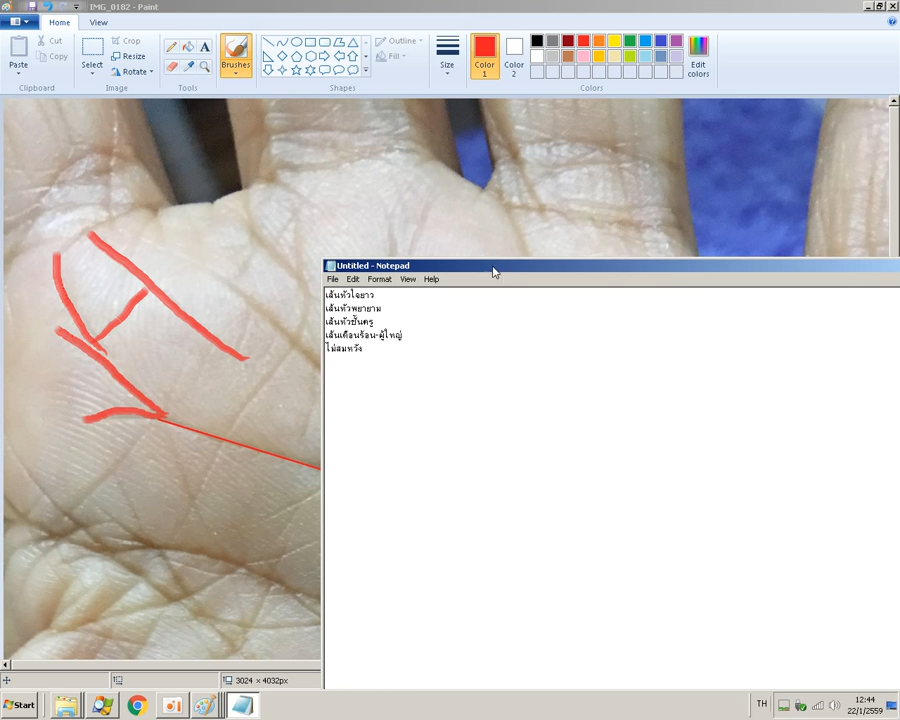 IMG_0182 - Paint
Home
View
Paste
Cut
Copy
Clipboard
Select
Crop
Resize
Rotate
Image
A
Tools
Brushes
Shapes
Outline
Fill
Size
Color 1
Color 2
Edit colors
Colors
Untitled - Notepad
File Edit Format View Help
เส้นหัวใจยาว
เส้นหัวพยายาม
เส้นหัวชั้นครู
เส้นเดือนร้อน-ผู้ใหญ่
ไม่สมหวัง
3024 × 4032px
Start
TH
12:44
22/1/2559